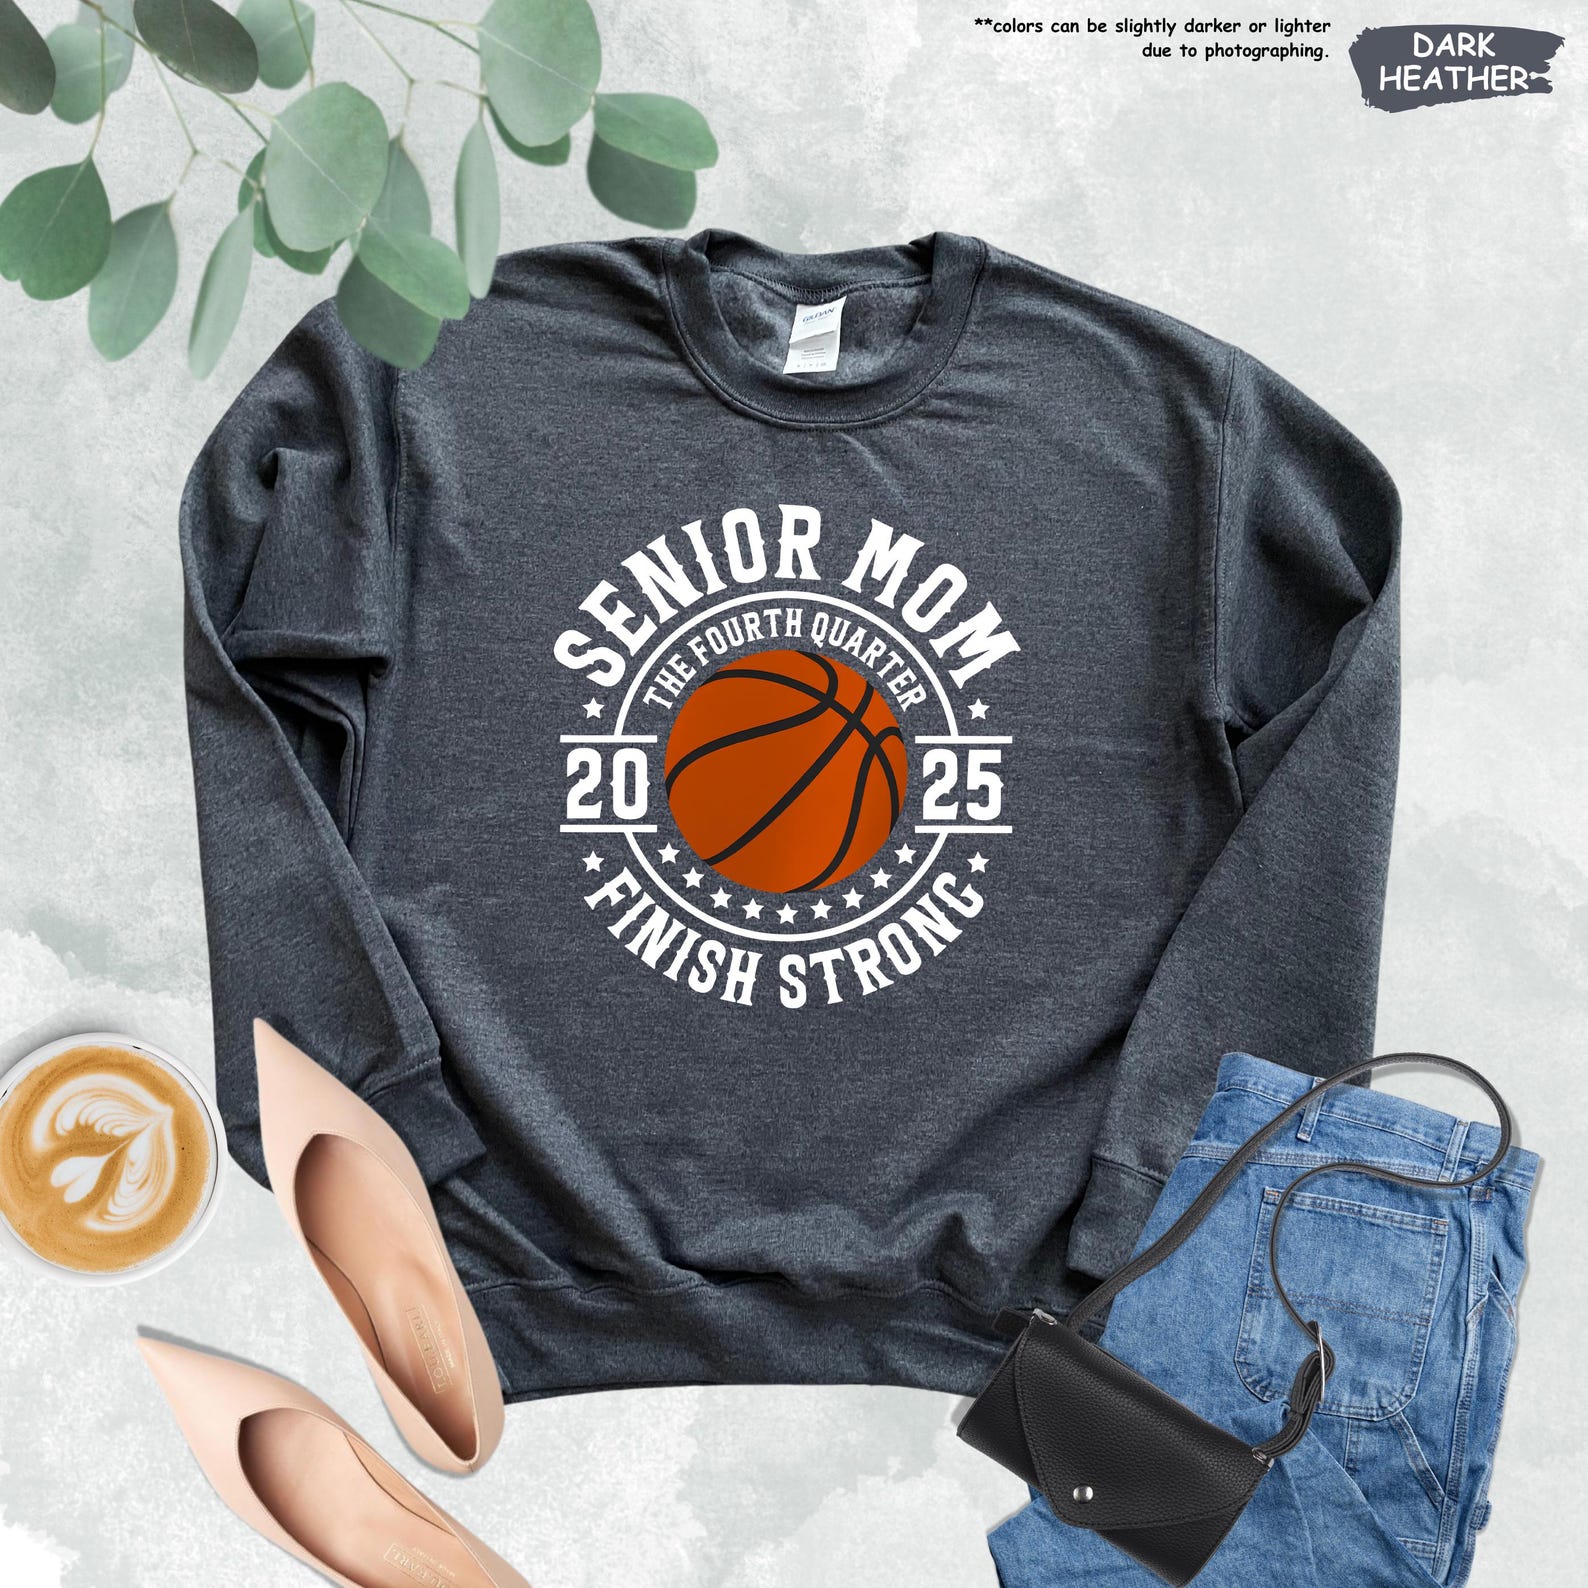 **colors can be slightly darker or lighter
due to photographing.
DARK
HEATHER
GILDAN
SENIOR MOM
THE FOURTH QUARTER
20 25
FINISH STRONG